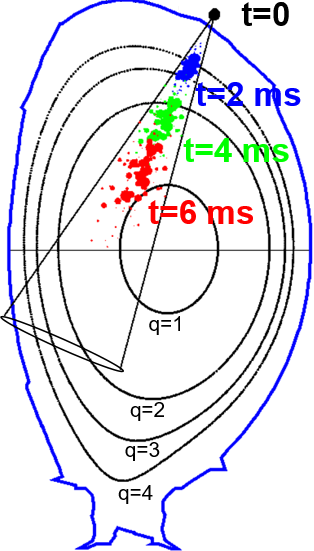 t=0
t=2 ms
t=4 ms
t=6 ms
q=1
q=2
q=3
q=4